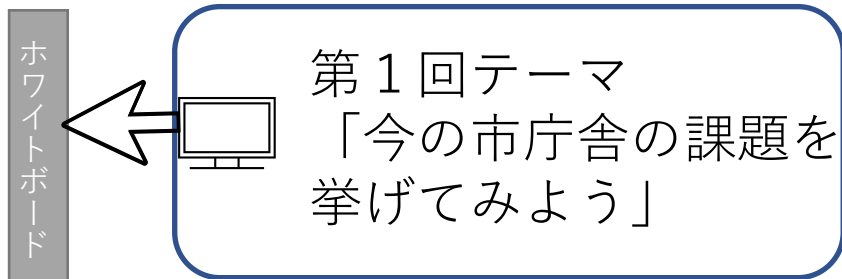 ホワイトボード
第１回テーマ
「今の市庁舎の課題を
挙げてみよう」